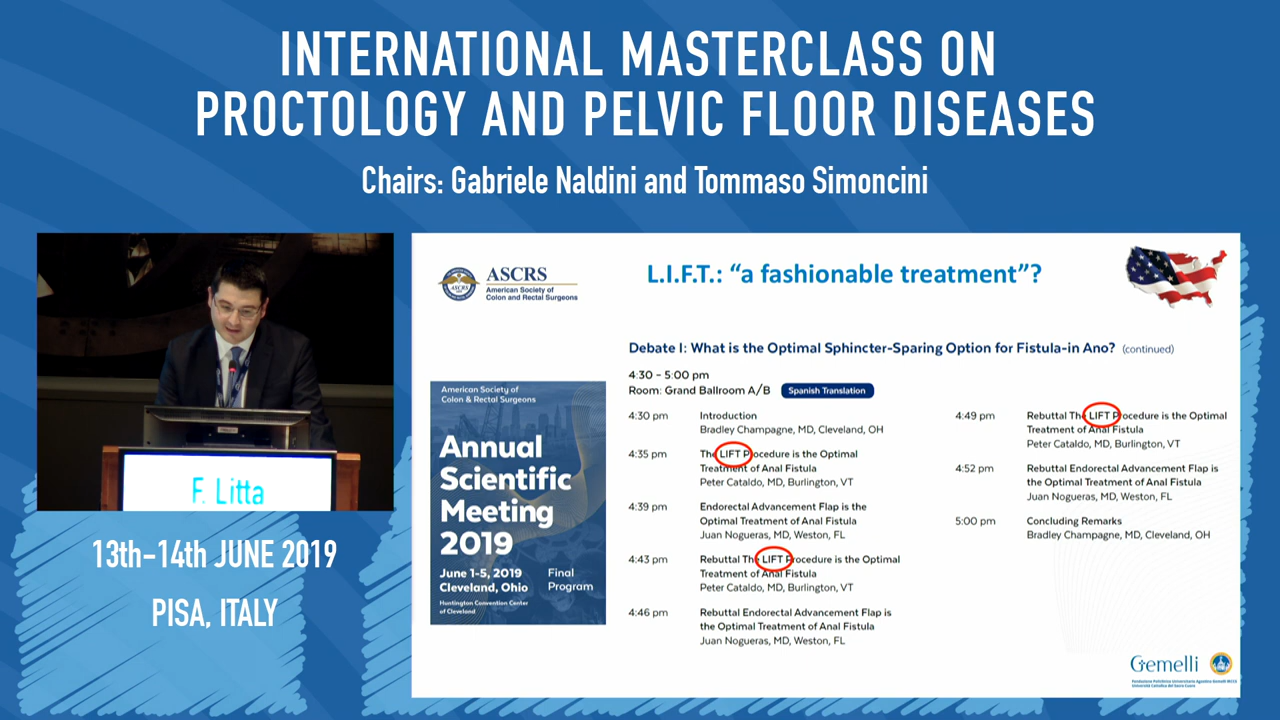 INTERNATIONAL MASTERCLASS ON
PROCTOLOGY AND PELVIC FLOOR DISEASES
Chairs: Gabriele Naldini and Tommaso Simoncini
F. Litta
13th-14th JUNE 2019
PISA, ITALY
ASCRS
American Society of
Colon and Rectal Surgeons
L.I.F.T.: “a fashionable treatment”?
American Society of
Colon & Rectal Surgeons
Annual
Scientific
Meeting
2019
June 1-5, 2019
Cleveland, Ohio
Final
Program
Huntington Convention Center
of Cleveland
Debate I: What is the Optimal Sphincter-Sparing Option for Fistula-in Ano? (continued)
4:30 – 5:00 pm
Room: Grand Ballroom A/B Spanish Translation
4:30 pm Introduction
Bradley Champagne, MD, Cleveland, OH
4:35 pm The LIFT Procedure is the Optimal
Treatment of Anal Fistula
Peter Cataldo, MD, Burlington, VT
4:39 pm Endorectal Advancement Flap is the
Optimal Treatment of Anal Fistula
Juan Nogueras, MD, Weston, FL
4:43 pm Rebuttal The LIFT Procedure is the Optimal
Treatment of Anal Fistula
Peter Cataldo, MD, Burlington, VT
4:46 pm Rebuttal Endorectal Advancement Flap is
the Optimal Treatment of Anal Fistula
Juan Nogueras, MD, Weston, FL
4:49 pm Rebuttal The LIFT Procedure is the Optimal
Treatment of Anal Fistula
Peter Cataldo, MD, Burlington, VT
4:52 pm Rebuttal Endorectal Advancement Flap is
the Optimal Treatment of Anal Fistula
Juan Nogueras, MD, Weston, FL
5:00 pm Concluding Remarks
Bradley Champagne, MD, Cleveland, OH
Gemelli
Fondazione Policlinico Universitario Agostino Gemelli IRCCS
Università Cattolica del Sacro Cuore